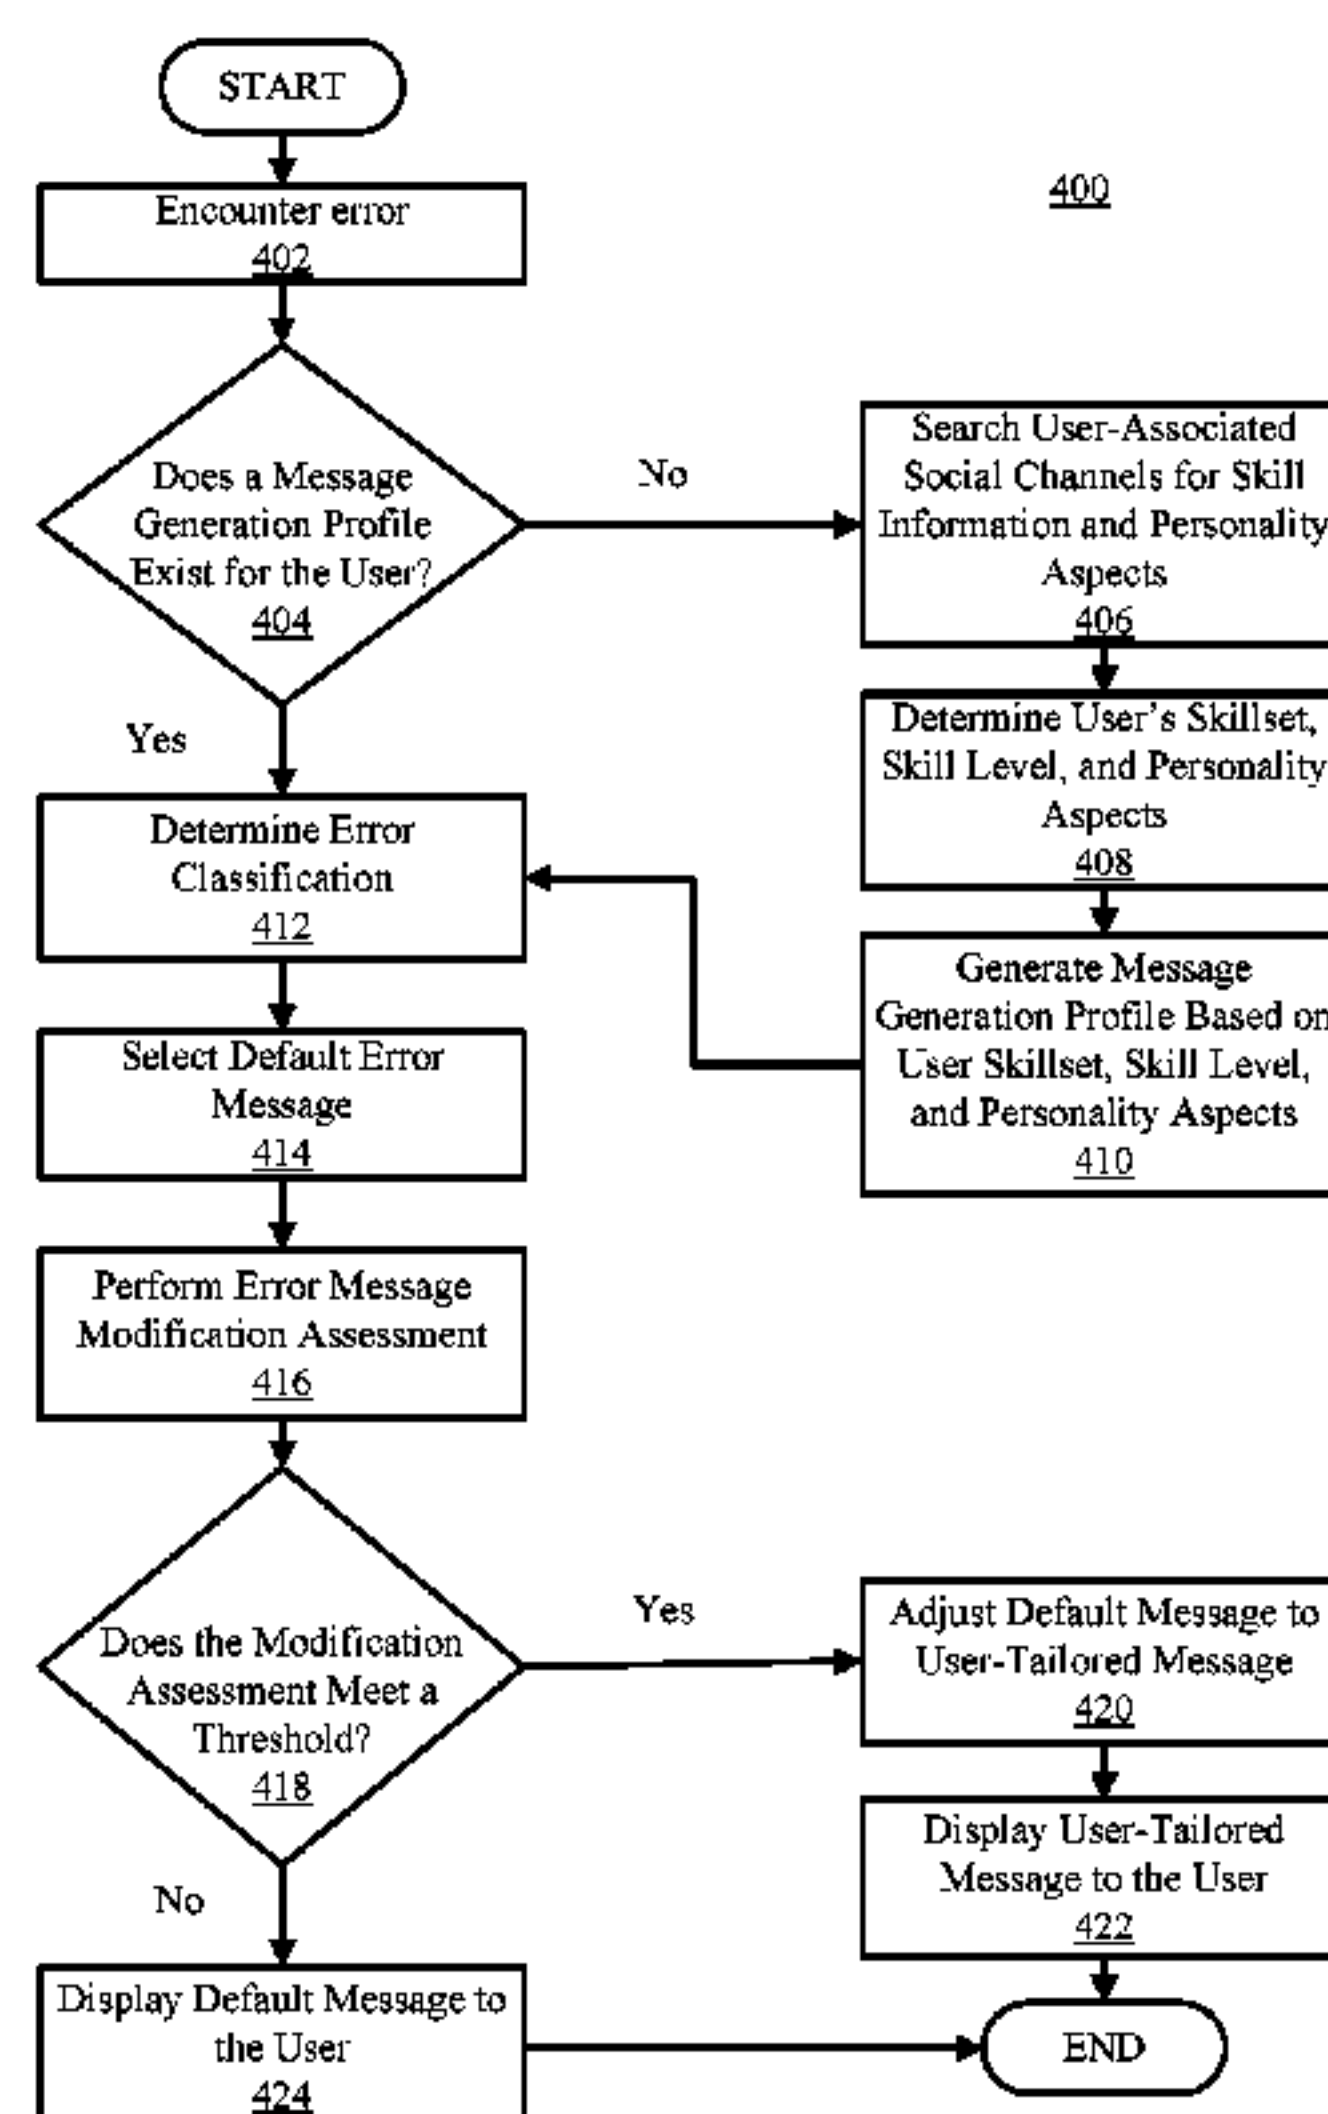 START
400
Encounter error
402
Does a Message
Generation Profile
Exist for the User?
404
No
Yes
Search User-Associated
Social Channels for Skill
Information and Personality
Aspects
406
Determine User's Skillset,
Skill Level, and Personality
Aspects
408
Generate Message
Generation Profile Based on
User Skillset, Skill Level,
and Personality Aspects
410
Determine Error
Classification
412
Select Default Error
Message
414
Perform Error Message
Modification Assessment
416
Does the Modification
Assessment Meet a
Threshold?
418
Yes
No
Adjust Default Message to
User-Tailored Message
420
Display User-Tailored
Message to the User
422
Display Default Message to
the User
424
END